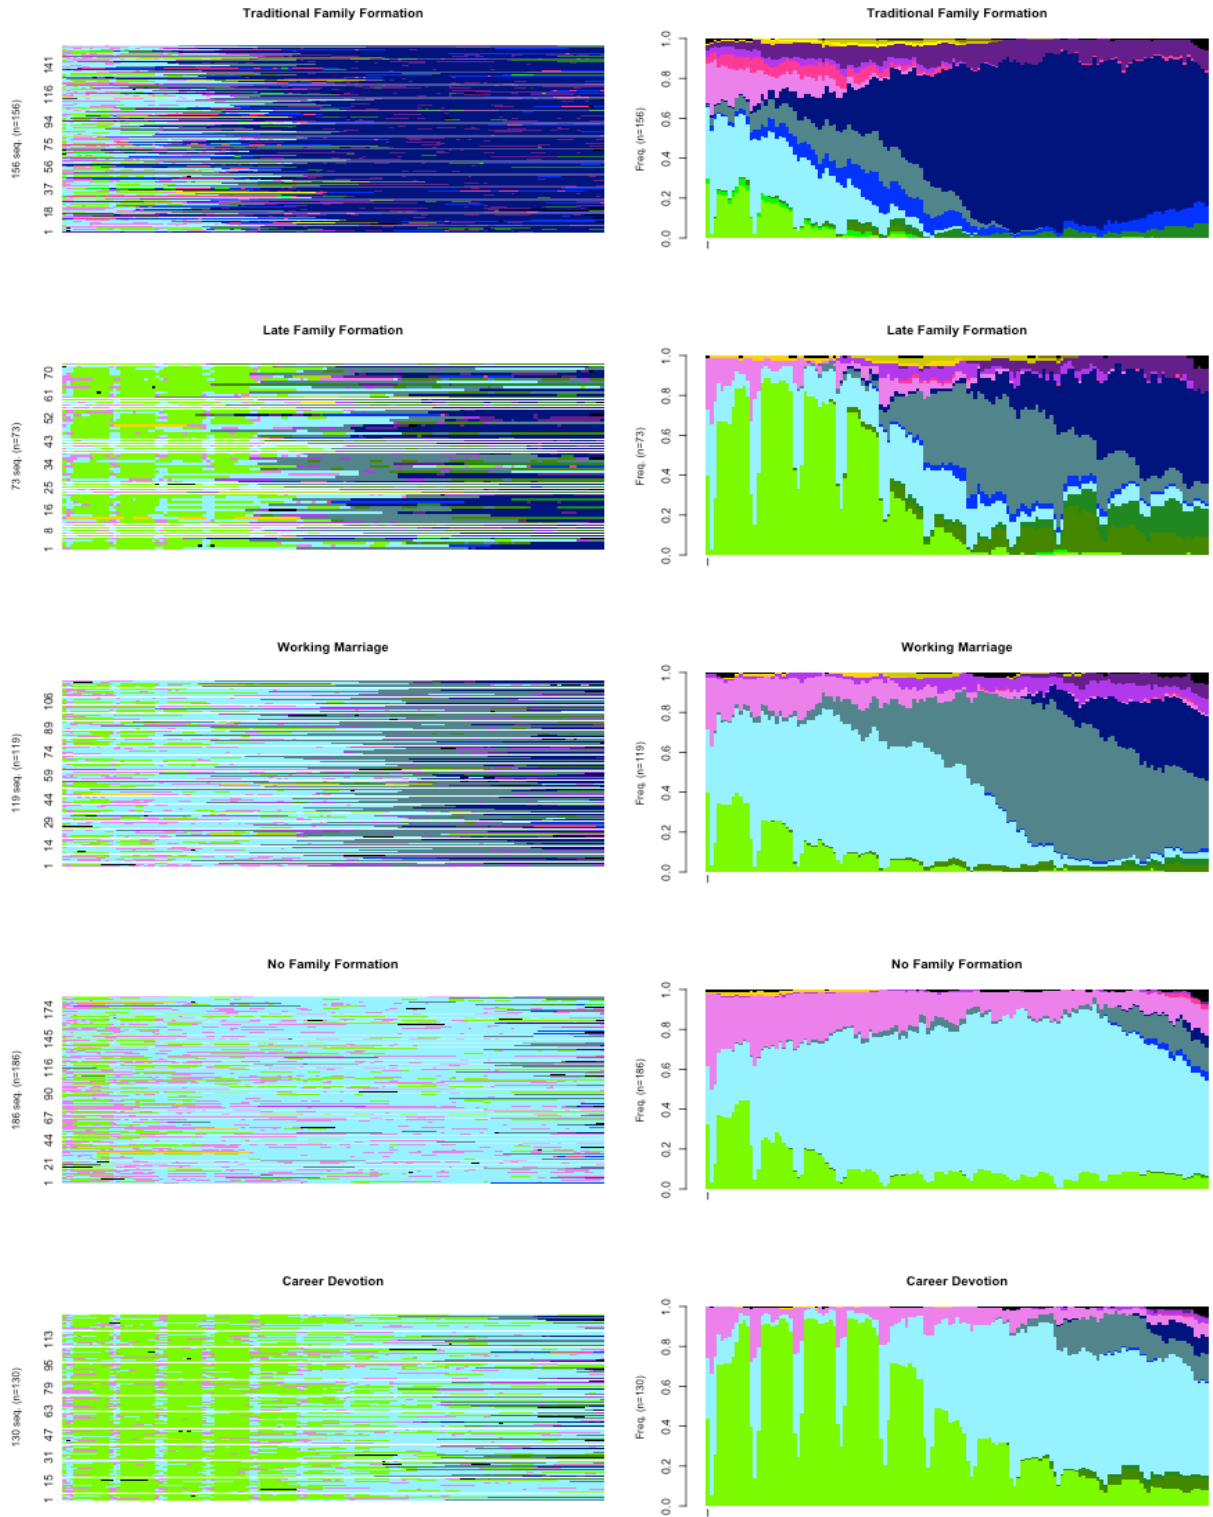 Traditional Family Formation
156 seq. (n=156)
1 18 37 56 75 94 116 141
Traditional Family Formation
Freq. (n=156)
0.0 0.2 0.4 0.6 0.8 1.0
Late Family Formation
73 seq. (n=73)
1 8 16 25 34 43 52 61 70
Late Family Formation
Freq. (n=73)
0.0 0.2 0.4 0.6 0.8 1.0
Working Marriage
119 seq. (n=119)
1 14 29 44 59 74 89 106
Working Marriage
Freq. (n=119)
0.0 0.2 0.4 0.6 0.8 1.0
No Family Formation
186 seq. (n=186)
1 21 44 67 90 116 145 174
No Family Formation
Freq. (n=186)
0.0 0.2 0.4 0.6 0.8 1.0
Career Devotion
130 seq. (n=130)
1 15 31 47 63 79 95 113
Career Devotion
Freq. (n=130)
0.0 0.2 0.4 0.6 0.8 1.0